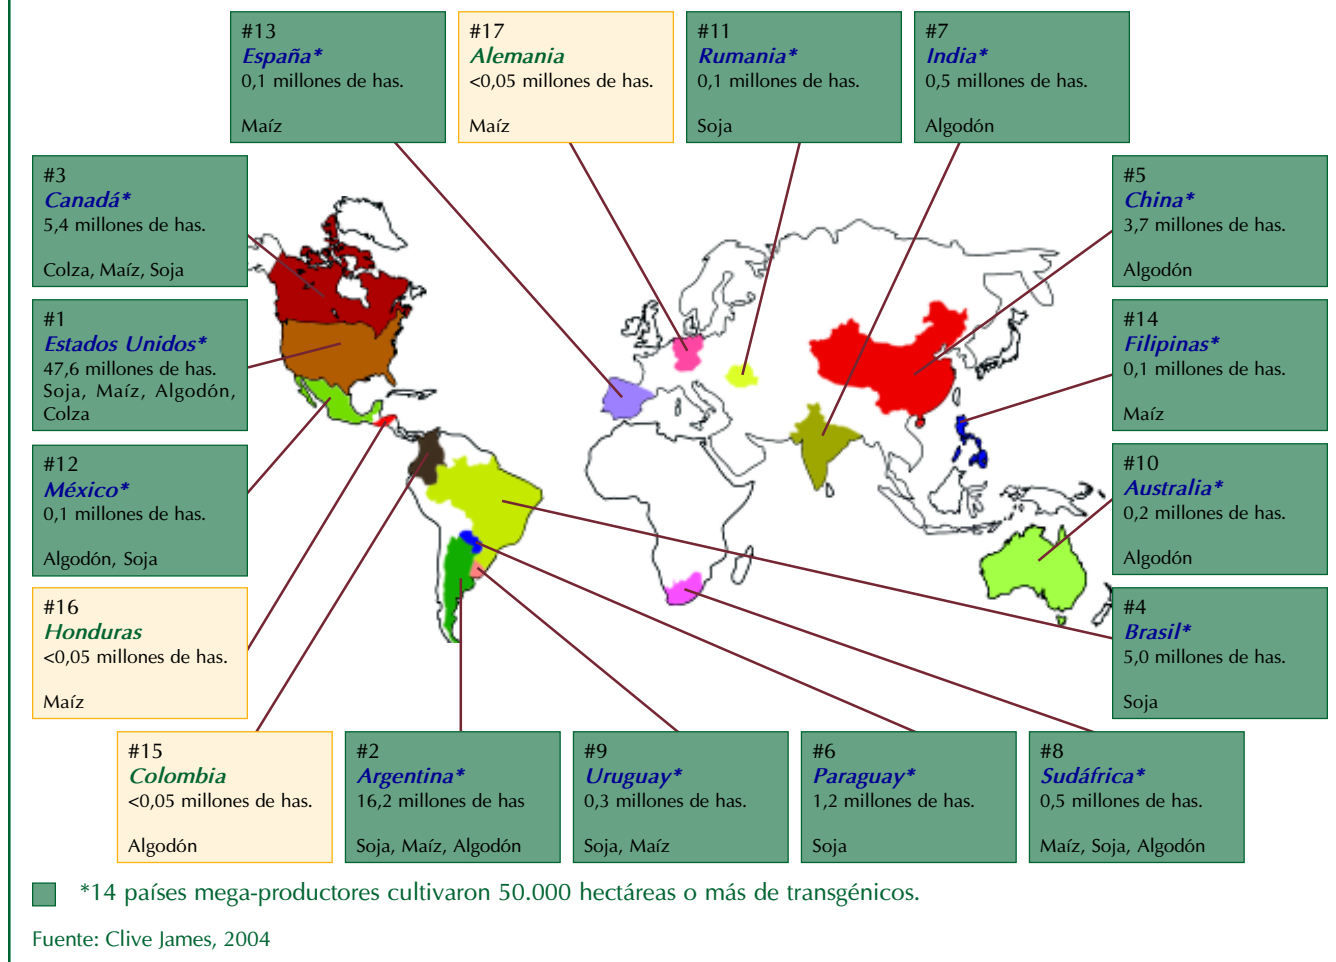 #13
España*
0,1 millones de has.
Maíz
#17
Alemania
<0,05 millones de has.
Maíz
#11
Rumania*
0,1 millones de has.
Soja
#7
India*
0,5 millones de has.
Algodón
#3
Canadá*
5,4 millones de has.
Colza, Maíz, Soja
#5
China*
3,7 millones de has.
Algodón
#1
Estados Unidos*
47,6 millones de has.
Soja, Maíz, Algodón,
Colza
#14
Filipinas*
0,1 millones de has.
Maíz
#12
México*
0,1 millones de has.
Algodón, Soja
#10
Australia*
0,2 millones de has.
Algodón
#16
Honduras
<0,05 millones de has.
Maíz
#4
Brasil*
5,0 millones de has.
Soja
#15
Colombia
<0,05 millones de has.
Algodón
#2
Argentina*
16,2 millones de has
Soja, Maíz, Algodón
#9
Uruguay*
0,3 millones de has.
Soja, Maíz
#6
Paraguay*
1,2 millones de has.
Soja
#8
Sudáfrica*
0,5 millones de has.
Maíz, Soja, Algodón
*14 países mega-productores cultivaron 50.000 hectáreas o más de transgénicos.
Fuente: Clive James, 2004